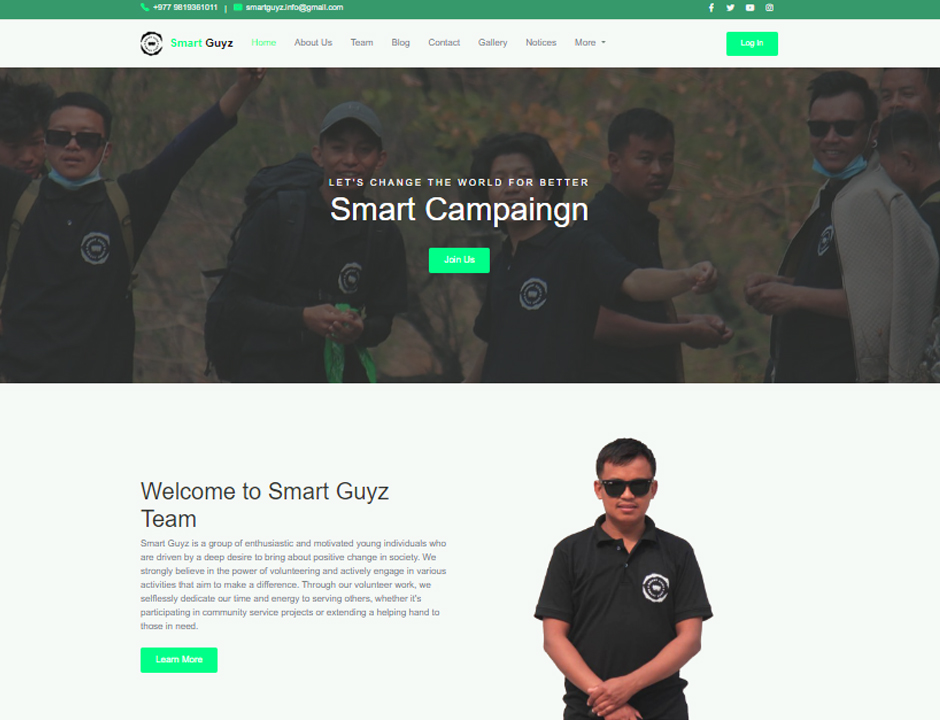 +977 9819361011 | smartguyz.info@gmail.com
Smart Guyz Home About Us Team Blog Contact Gallery Notices More Log In
LET'S CHANGE THE WORLD FOR BETTER
Smart Campaingn
Join Us
Welcome to Smart Guyz
Team
Smart Guyz is a group of enthusiastic and motivated young individuals who
are driven by a deep desire to bring about positive change in society. We
strongly believe in the power of volunteering and actively engage in various
activities that aim to make a difference. Through our volunteer work, we
selflessly dedicate our time and energy to serving others, whether it's
participating in community service projects or extending a helping hand to
those in need.
Learn More